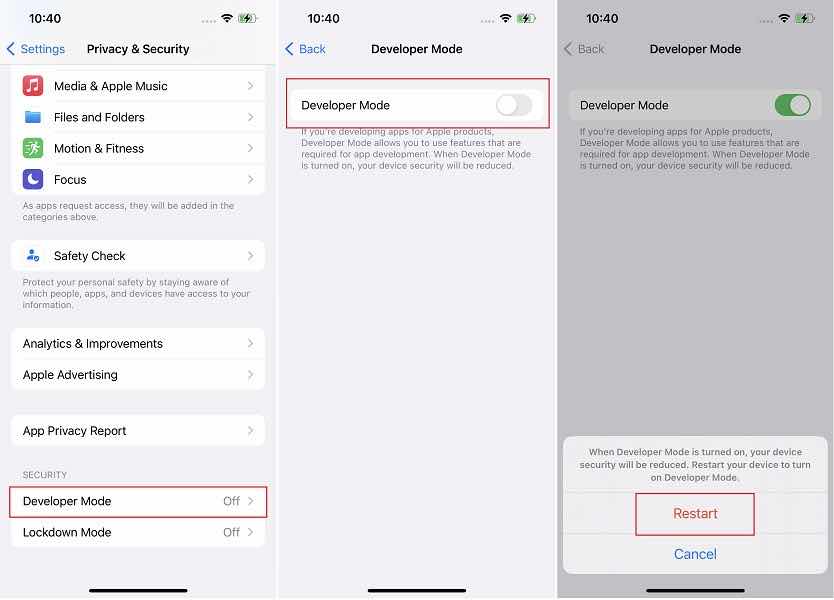 10:40
Settings
Privacy & Security
Media & Apple Music
Files and Folders
Motion & Fitness
Focus
As apps request access, they will be added in the
categories above.
Safety Check
Protect your personal safety by staying aware of
which people, apps, and devices have access to your
information.
Analytics & Improvements
Apple Advertising
App Privacy Report
SECURITY
Developer Mode Off
Lockdown Mode Off
10:40
Back
Developer Mode
Developer Mode
If you're developing apps for Apple products,
Developer Mode allows you to use features that are
required for app development. When Developer Mode
is turned on, your device security will be reduced.
10:40
Back
Developer Mode
Developer Mode
If you're developing apps for Apple products,
Developer Mode allows you to use features that are
required for app development. When Developer Mode
is turned on, your device security will be reduced.
When Developer Mode is turned on, your device
security will be reduced. Restart your device to turn
on Developer Mode.
Restart
Cancel